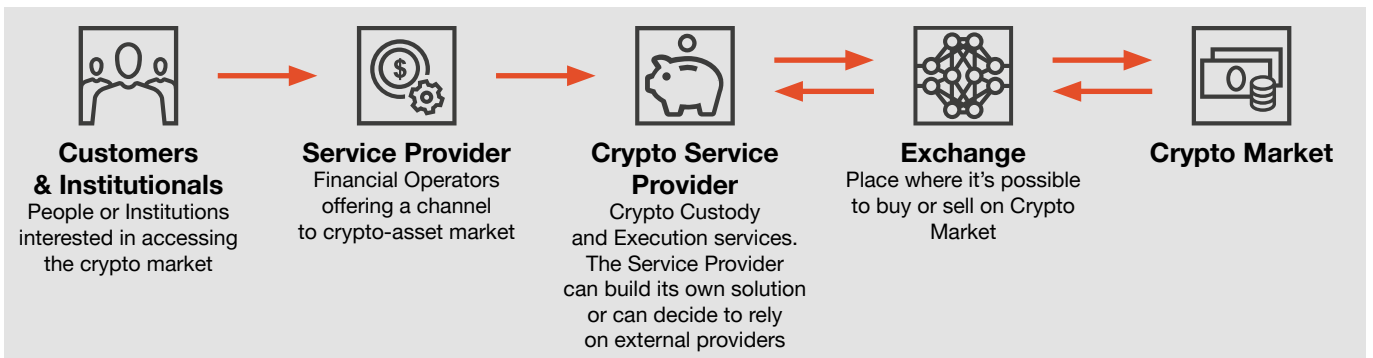 $
Customers
& Institutionals
People or Institutions
interested in accessing
the crypto market
Service Provider
Financial Operators
offering a channel
to crypto-asset market
Crypto Service
Provider
Crypto Custody
and Execution services.
The Service Provider
can build its own solution
or can decide to rely
on external providers
Exchange
Place where it’s possible
to buy or sell on Crypto
Market
Crypto Market